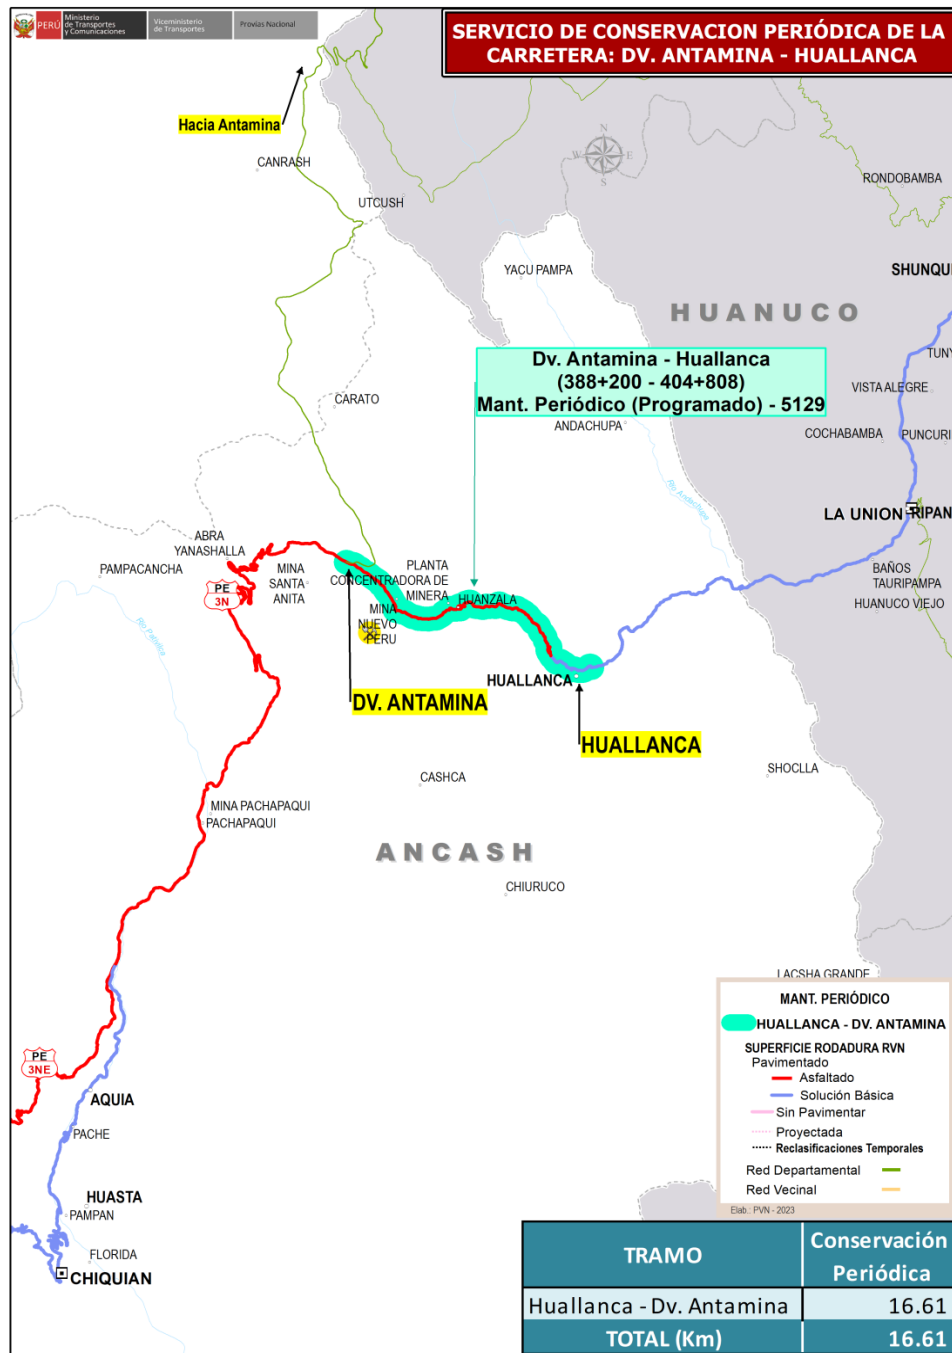 PERÚ
Ministerio
de Transportes
y Comunicaciones
Viceministerio
de Transportes
Provías Nacional
SERVICIO DE CONSERVACION PERIÓDICA DE LA
CARRETERA: DV. ANTAMINA - HUALLANCA
Hacia Antamina
CANRASH
UTCUSH
N
W E
S
RONDOBAMBA
YACU PAMPA
SHUNQUI
HUANUCO
Dv. Antamina - Huallanca
(388+200 - 404+808)
Mant. Periódico (Programado) - 5129
TUNY
VISTA ALEGRE
CARATO
ANDACHUPA
COCHABAMBA
PUNCURI
Rio Andachupa
LA UNION
RIPAN
ABRA
YANASHALLA
PAMPACANCHA
MINA
SANTA
ANITA
PLANTA
CONCENTRADORA DE
MINERA
HUANZALA
BAÑOS
TAURIPAMPA
HUANUCO VIEJO
PE
3N
MINA
NUEVO
PERU
HUALLANCA
DV. ANTAMINA
HUALLANCA
CASHCA
SHOCLLA
MINA PACHAPAQUI
PACHAPAQUI
ANCASH
CHIURUCO
LACSHA GRANDE
MANT. PERIÓDICO
HUALLANCA - DV. ANTAMINA
SUPERFICIE RODADURA RVN
Pavimentado
Asfaltado
Solución Básica
Sin Pavimentar
Proyectada
Reclasificaciones Temporales
Red Departamental
Red Vecinal
Elab.: PVN - 2023
PE
3NE
AQUIA
PACHE
HUASTA
PAMPAN
FLORIDA
CHIQUIAN
TRAMO
Conservación
Periódica
Huallanca - Dv. Antamina 16.61
TOTAL (Km) 16.61